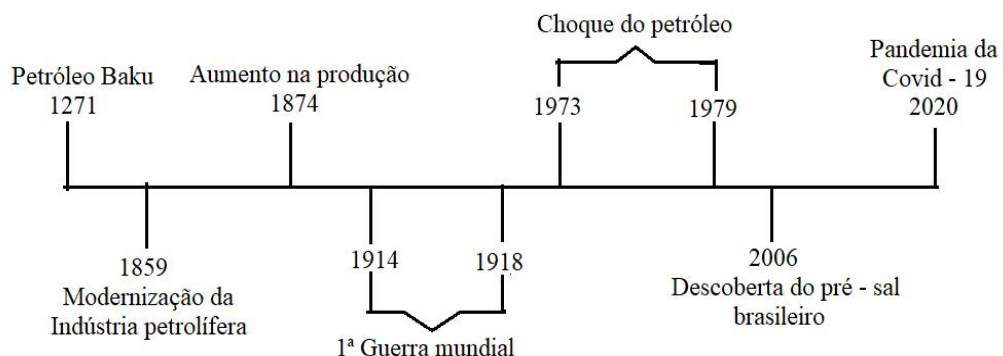 Petróleo Baku
1271
1859
Modernização da
Indústria petrolífera
Aumento na produção
1874
1914
1918
1ª Guerra mundial
Choque do petróleo
1973
1979
2006
Descoberta do pré - sal
brasileiro
Pandemia da
Covid - 19
2020